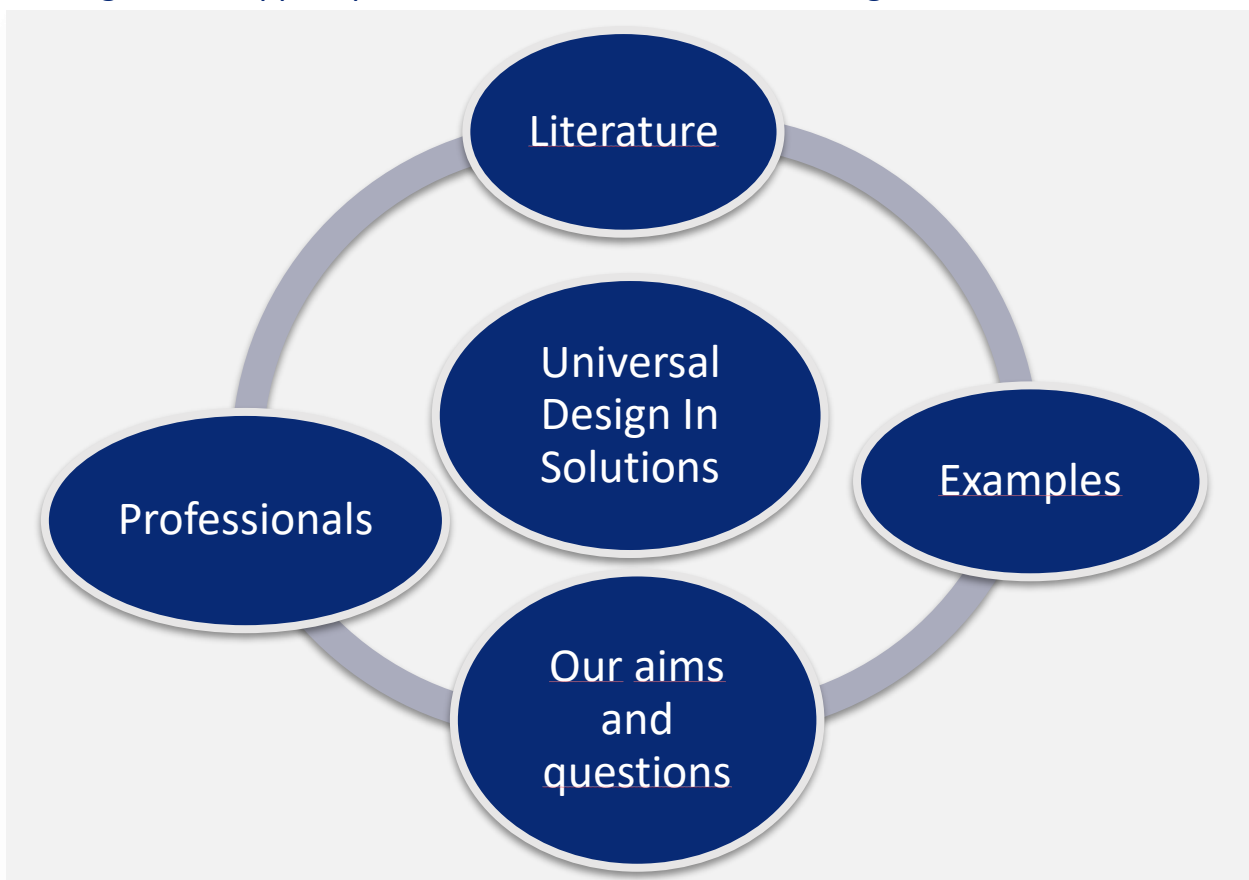 Literature
Universal
Design In
Solutions
Examples
Professionals
Our aims
and
questions